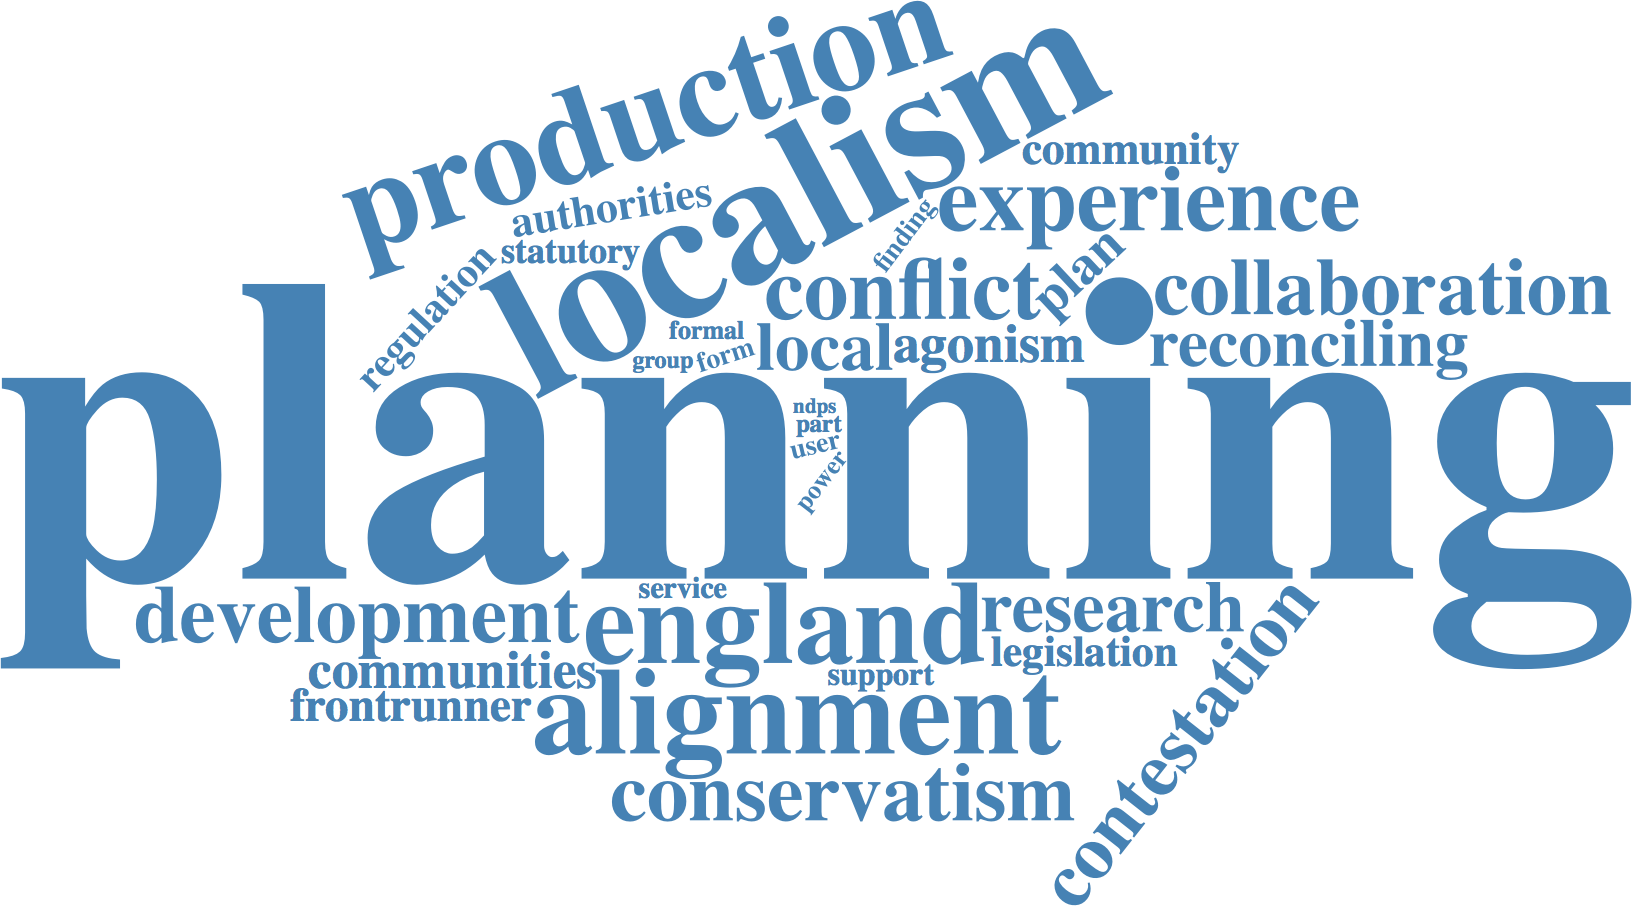 production
localism
community
authorities
experience
statutory
finding
regulation
conflict
plan
collaboration
formal
group
form
local
agonism
reconciling
planning
ndps
part
user
power
service
development
england
research
legislation
communities
support
frontrunner
alignment
contestation
conservatism